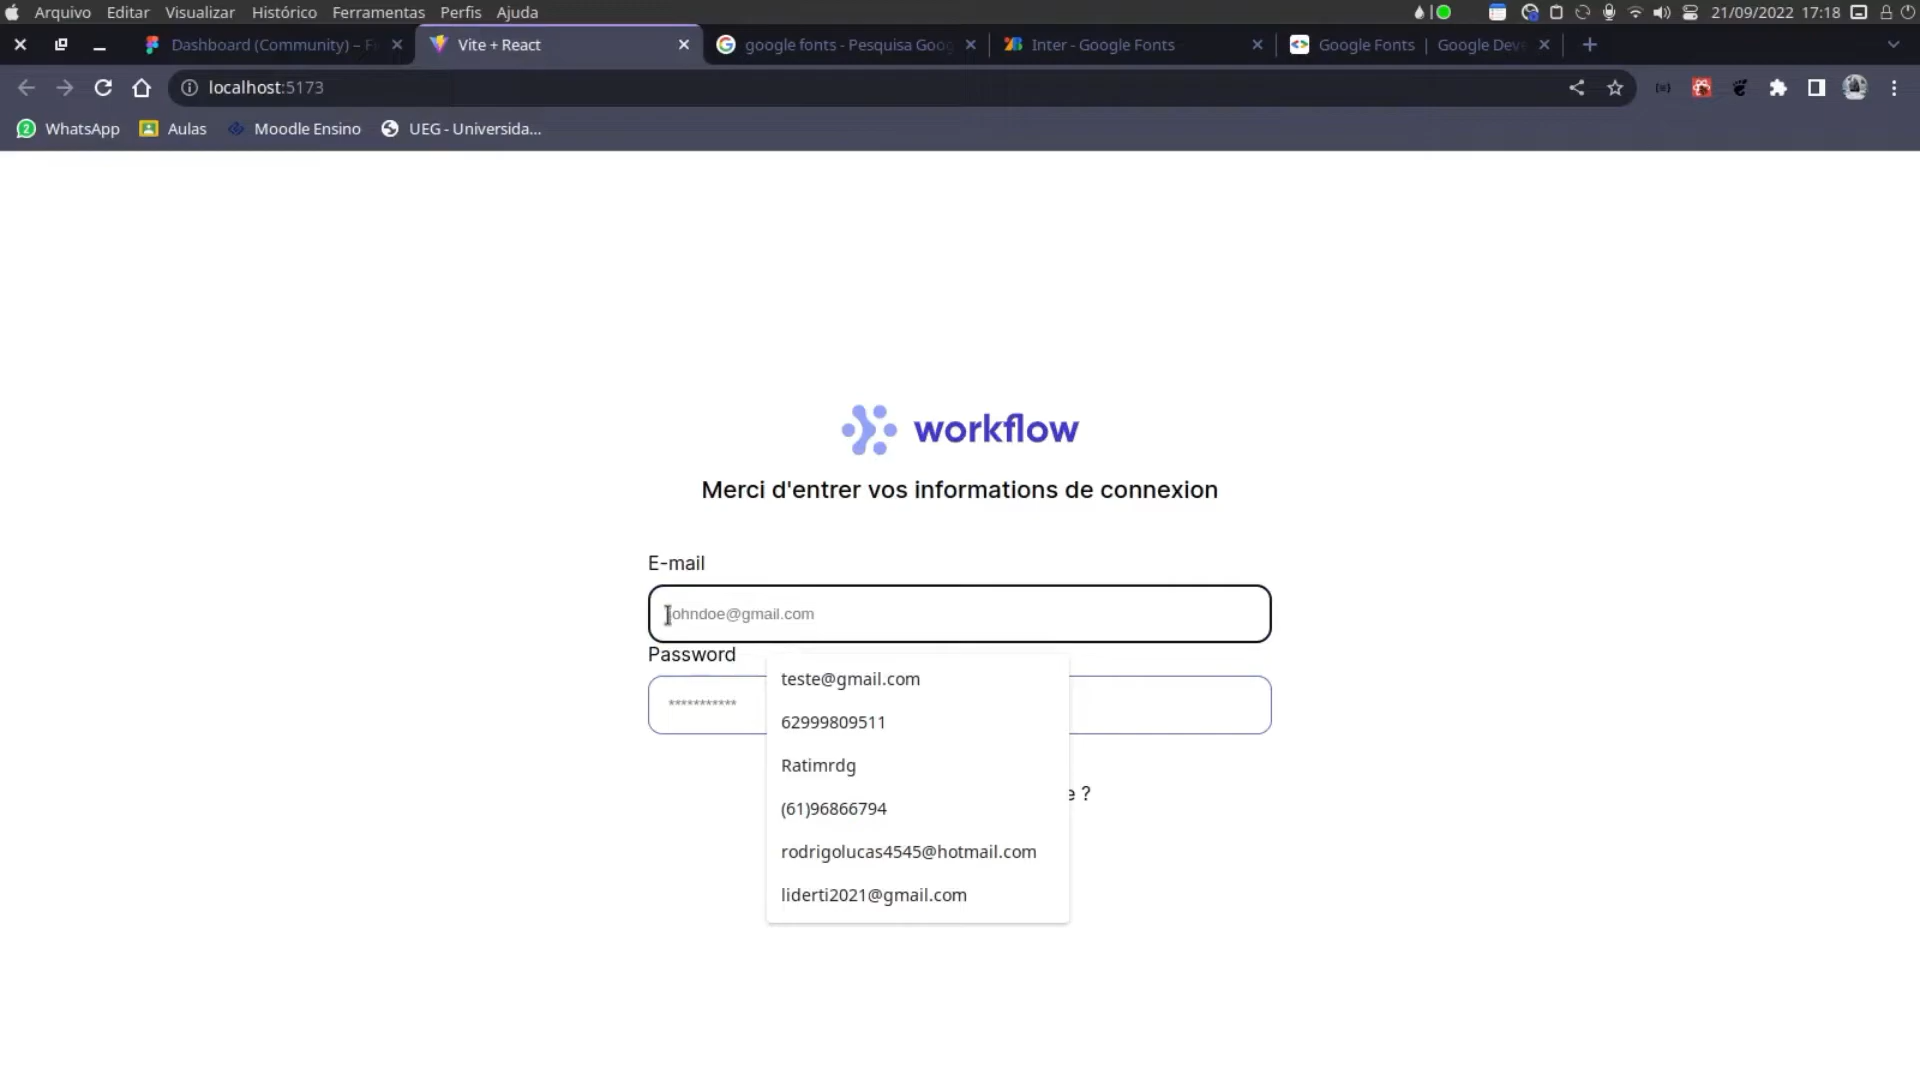 Arquivo Editar Visualizar Histórico Ferramentas Perfis Ajuda 21/09/2022 17:18
Dashboard (Community) – F Vite + React google fonts - Pesquisa Goog Inter - Google Fonts Google Fonts | Google Deve
localhost:5173
WhatsApp Aulas Moodle Ensino UEG - Universida...
workflow
Merci d'entrer vos informations de connexion
E-mail
johndoe@gmail.com
Password
***********
teste@gmail.com
62999809511
Ratimrdg
(61)96866794
e ?
rodrigolucas4545@hotmail.com
liderti2021@gmail.com